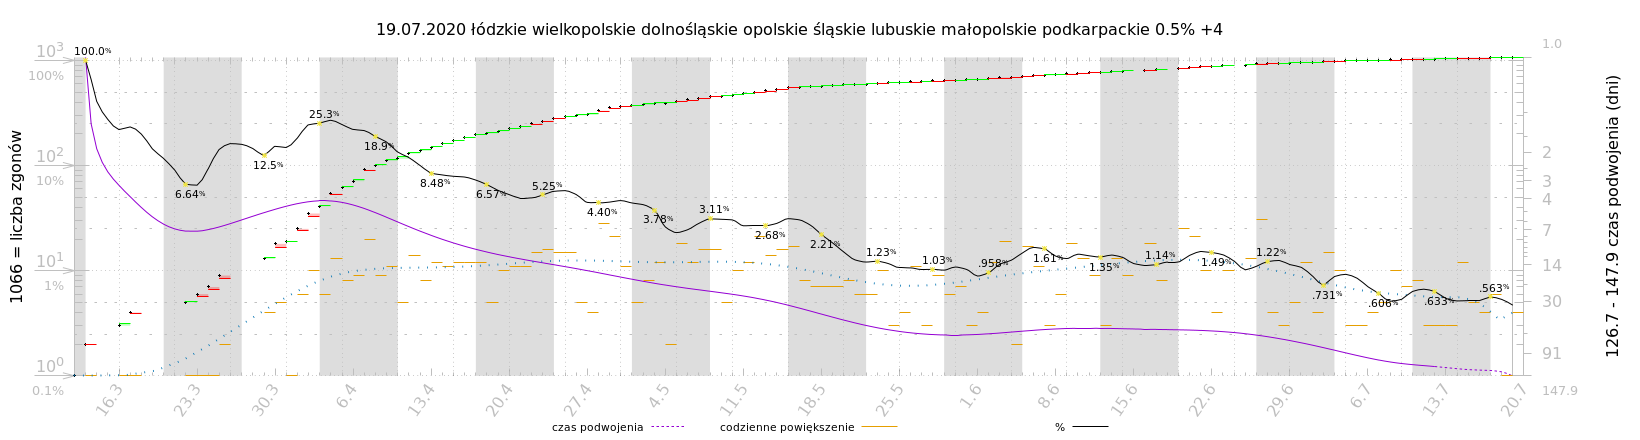 19.07.2020 łódzkie wielkopolskie dolnośląskie opolskie śląskie lubuskie małopolskie podkarpackie 0.5% +4
10³ 100.0% 1.0
100%
25.3%
1066 = liczba zgonów
126.7 - 147.9 czas podwojenia (dni)
18.9%
10² 12.5% 2
10% 8.48% 3
6.64% 6.57% 5.25% 4
4.40% 3.78% 3.11%
2.68% 2.21% 7
1.23% 1.03% .958% 1.61% 1.35% 1.14% 1.49% 1.22%
10¹ 14
1% .731% .606% .633% .563% 30
10⁰ 91
0.1% 147.9
16.3 23.3 30.3 6.4 13.4 20.4 27.4 4.5 11.5 18.5 25.5 1.6 8.6 15.6 22.6 29.6 6.7 13.7 20.7
czas podwojenia codzienne powiększenie %